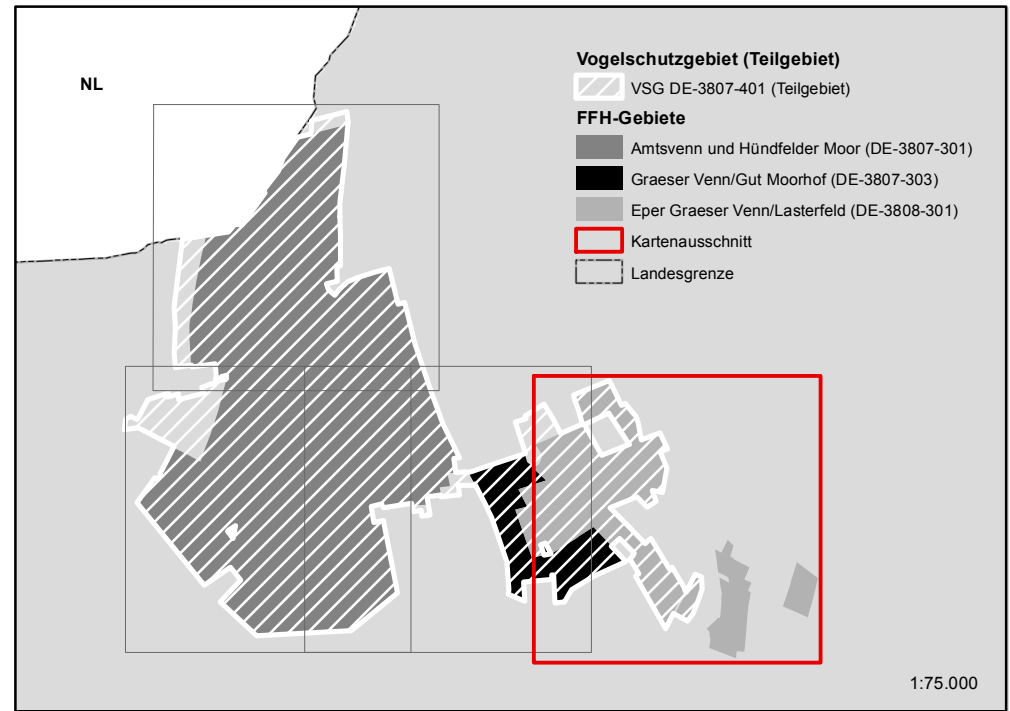 NL
Vogelschutzgebiet (Teilgebiet)
VSG DE-3807-401 (Teilgebiet)
FFH-Gebiete
Amtsvenn und Hündfelder Moor (DE-3807-301)
Graeser Venn/Gut Moorhof (DE-3807-303)
Eper Graeser Venn/Lasterfeld (DE-3808-301)
Kartenausschnitt
Landesgrenze
1:75.000